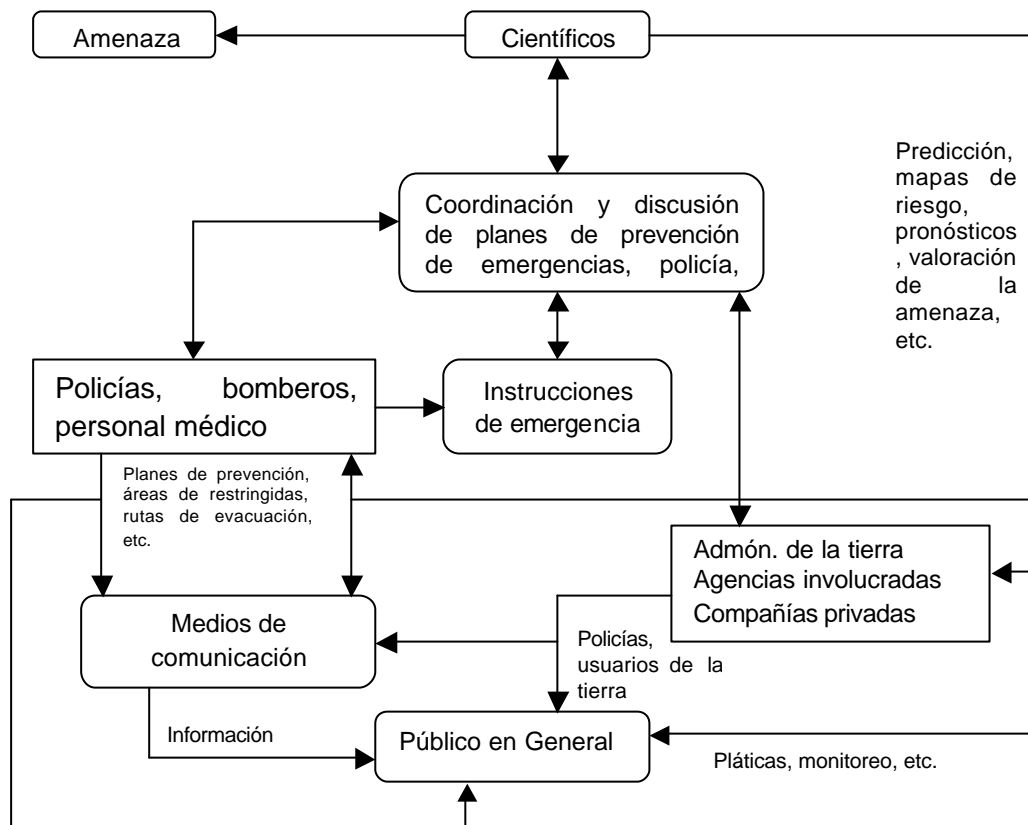 Amenaza
Científicos
Predicción,
mapas de
riesgo,
pronósticos
, valoración
de la
amenaza,
etc.
Coordinación y discusión
de planes de prevención
de emergencias, policía,
Policías, bomberos,
personal médico
Instrucciones
de emergencia
Planes de prevención,
áreas de restringidas,
rutas de evacuación,
etc.
Admón. de la tierra
Agencias involucradas
Compañías privadas
Medios de
comunicación
Policías,
usuarios de la
tierra
Información
Público en General
Pláticas, monitoreo, etc.